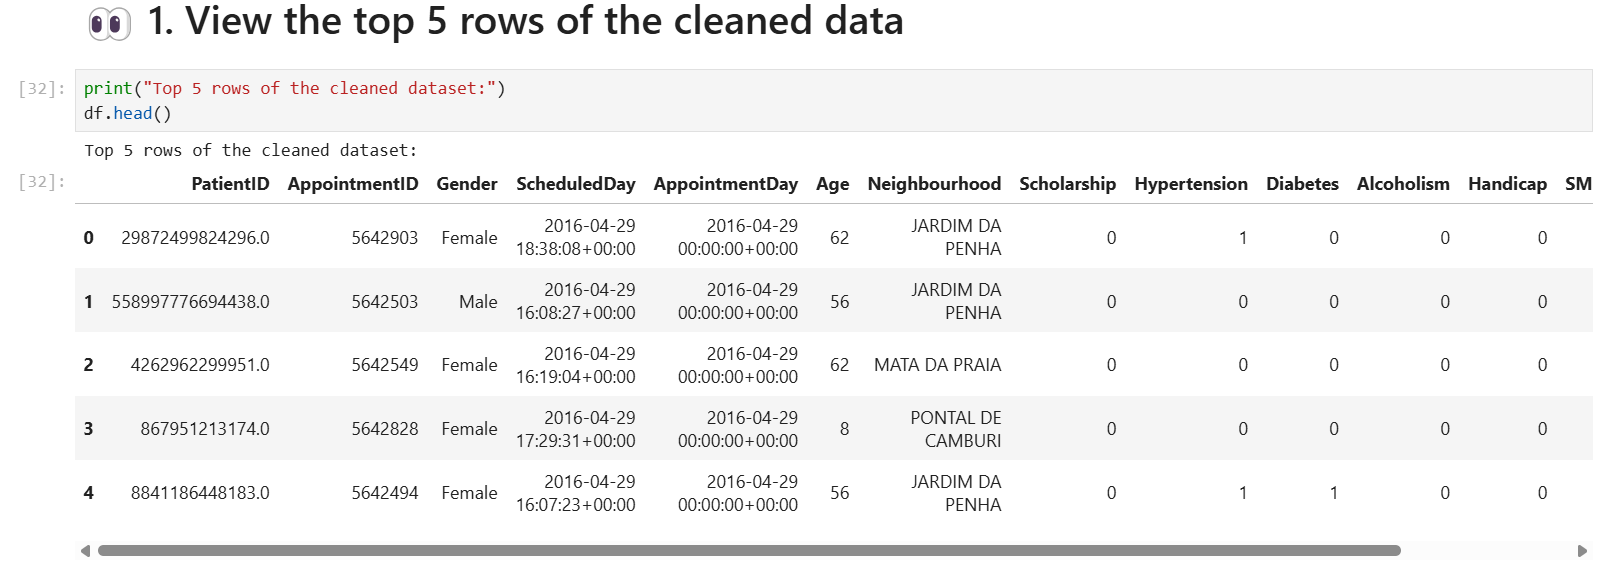 👀 1. View the top 5 rows of the cleaned data
[32]: print("Top 5 rows of the cleaned dataset:")
df.head()
Top 5 rows of the cleaned dataset:
[32]: PatientID AppointmentID Gender ScheduledDay AppointmentDay Age Neighbourhood Scholarship Hypertension Diabetes Alcoholism Handicap SM
0 29872499824296.0 5642903 Female 2016-04-29 18:38:08+00:00 2016-04-29 00:00:00+00:00 62 JARDIM DA PENHA 0 1 0 0 0
1 558997776694438.0 5642503 Male 2016-04-29 16:08:27+00:00 2016-04-29 00:00:00+00:00 56 JARDIM DA PENHA 0 0 0 0 0
2 4262962299951.0 5642549 Female 2016-04-29 16:19:04+00:00 2016-04-29 00:00:00+00:00 62 MATA DA PRAIA 0 0 0 0 0
3 867951213174.0 5642828 Female 2016-04-29 17:29:31+00:00 2016-04-29 00:00:00+00:00 8 PONTAL DE CAMBURI 0 0 0 0 0
4 8841186448183.0 5642494 Female 2016-04-29 16:07:23+00:00 2016-04-29 00:00:00+00:00 56 JARDIM DA PENHA 0 1 1 0 0